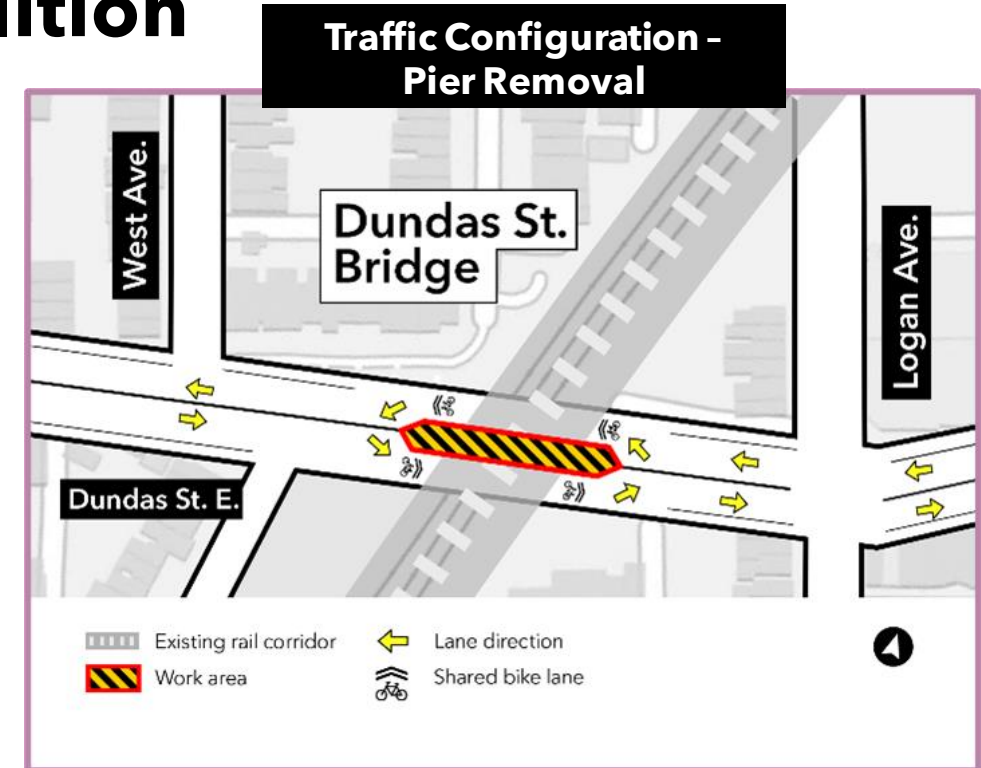 Traffic Configuration –
Pier Removal
West Ave.
Dundas St.
Bridge
Logan Ave.
Dundas St. E.
Existing rail corridor
Lane direction
Work area
Shared bike lane